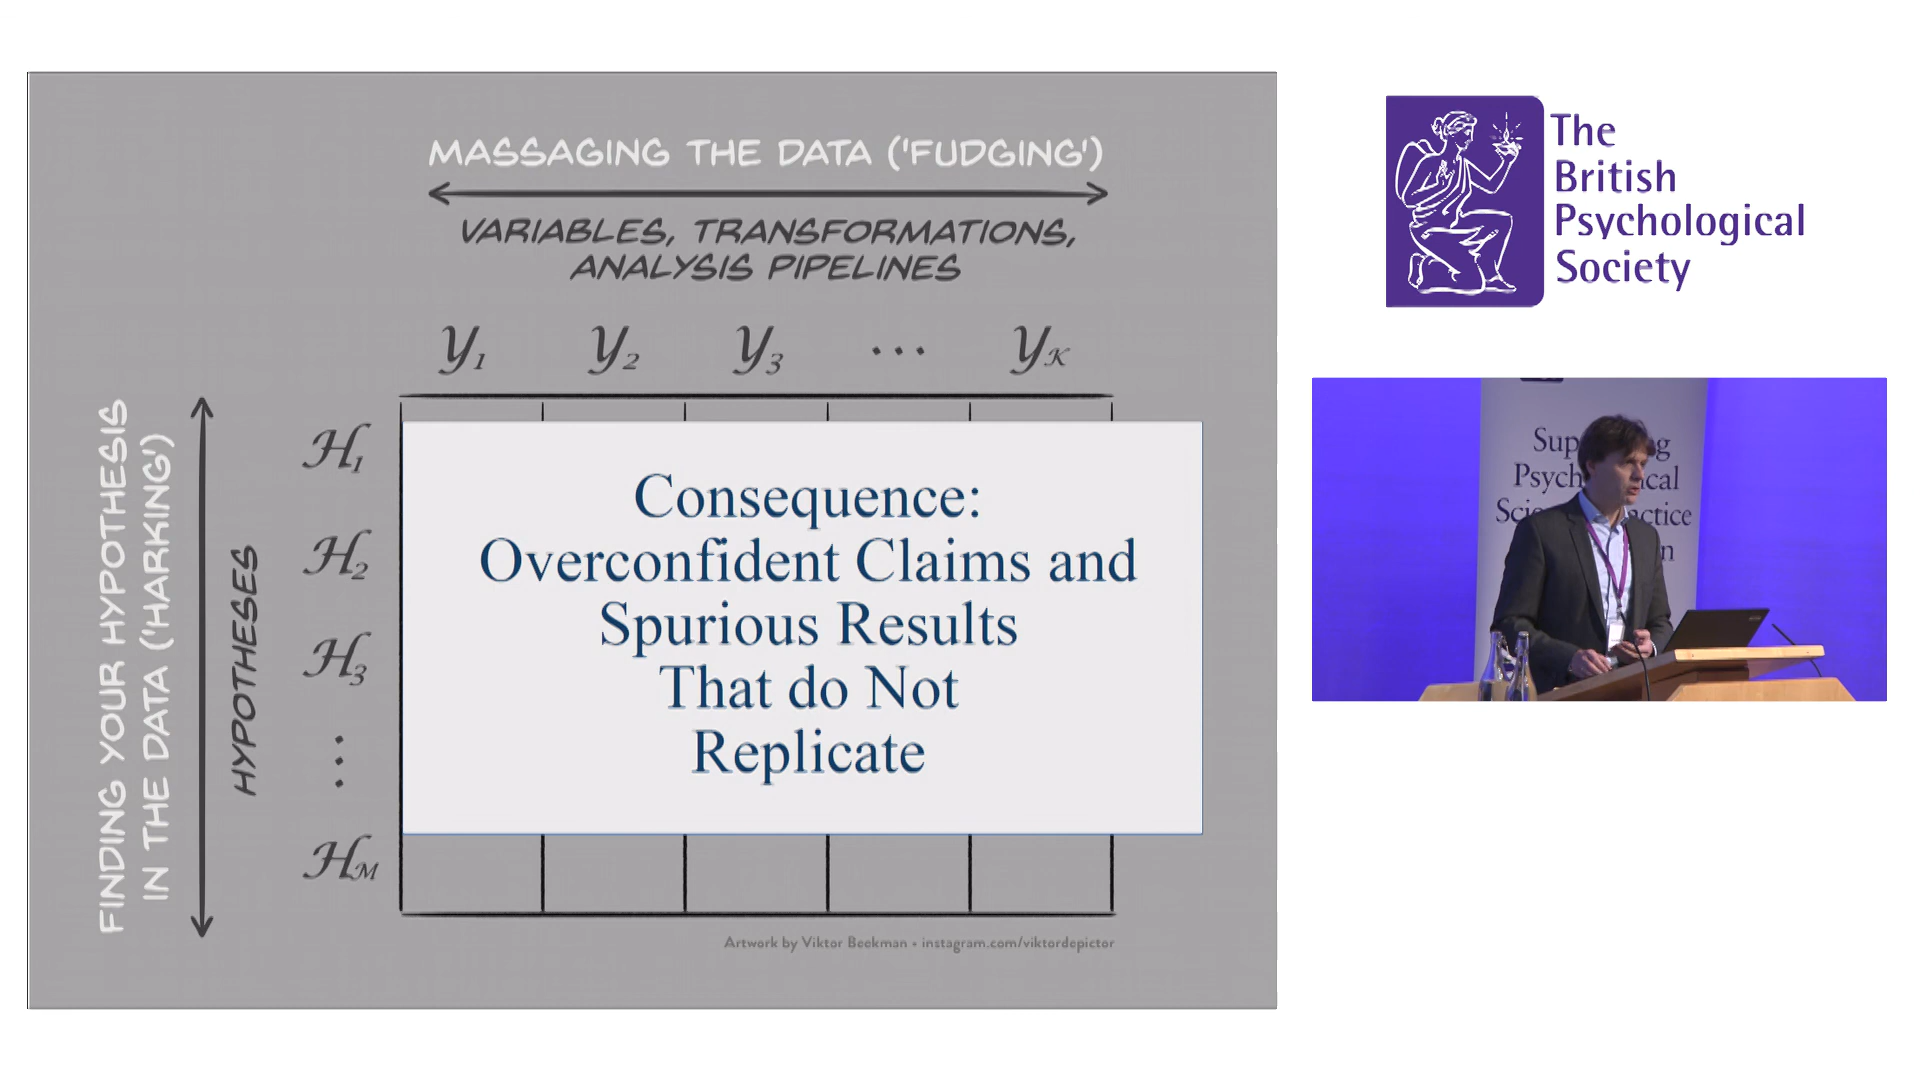 MASSAGING THE DATA ('FUDGING')
VARIABLES, TRANSFORMATIONS,
ANALYSIS PIPELINES
Y1 Y2 Y3 ... YK
FINDING YOUR HYPOTHESIS
IN THE DATA ('HARKING')
HYPOTHESES
H1
H2
H3
⋮
HM
Consequence:
Overconfident Claims and
Spurious Results
That do Not
Replicate
Artwork by Viktor Beekman • instagram.com/viktordepictor
The
British
Psychological
Society